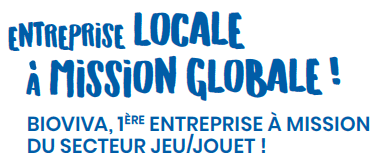 ENTREPRISE LOCALE
À MISSION GLOBALE !
BIOVIVA, 1ÈRE ENTREPRISE À MISSION
DU SECTEUR JEU/JOUET !